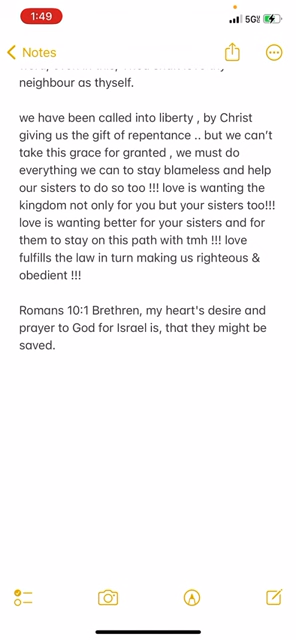 1:49
5G
Notes
neighbour as thyself.
we have been called into liberty , by Christ
giving us the gift of repentance .. but we can't
take this grace for granted , we must do
everything we can to stay blameless and help
our sisters to do so too !!! love is wanting the
kingdom not only for you but your sisters too!!!
love is wanting better for your sisters and for
them to stay on this path with tmh !!! love
fulfills the law in turn making us righteous &
obedient !!!
Romans 10:1 Brethren, my heart's desire and
prayer to God for Israel is, that they might be
saved.